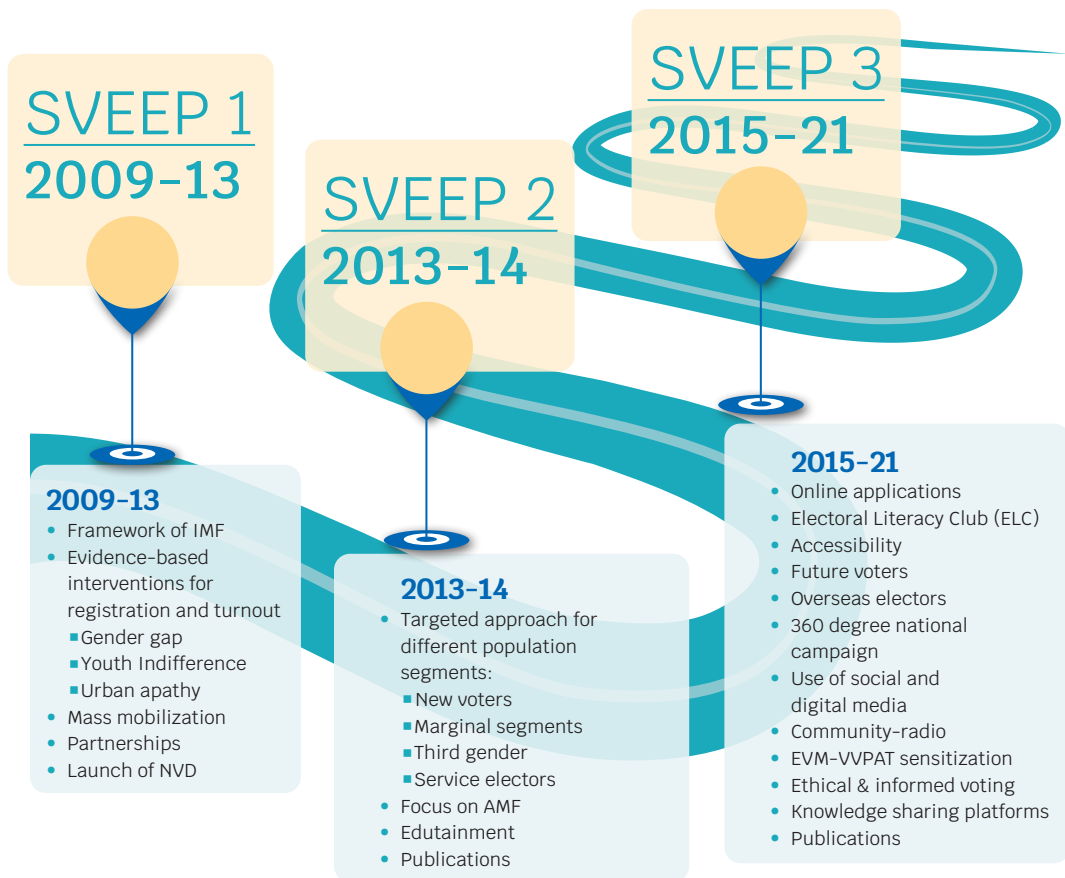 SVEEP 1
2009-13
SVEEP 2
2013-14
SVEEP 3
2015-21
2009-13
• Framework of IMF
• Evidence-based
interventions for
registration and turnout
■ Gender gap
■ Youth Indifference
■ Urban apathy
• Mass mobilization
• Partnerships
• Launch of NVD
2013-14
• Targeted approach for
different population
segments:
■ New voters
■ Marginal segments
■ Third gender
■ Service electors
• Focus on AMF
• Edutainment
• Publications
2015-21
• Online applications
• Electoral Literacy Club (ELC)
• Accessibility
• Future voters
• Overseas electors
• 360 degree national
campaign
• Use of social and
digital media
• Community-radio
• EVM-VVPAT sensitization
• Ethical & informed voting
• Knowledge sharing platforms
• Publications